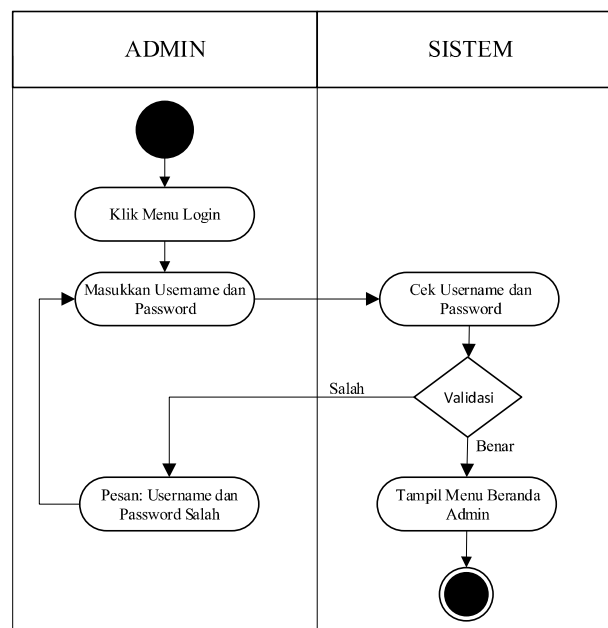 ADMIN
SISTEM
Klik Menu Login
Masukkan Username dan
Password
Cek Username dan
Password
Validasi
Salah
Benar
Pesan: Username dan
Password Salah
Tampil Menu Beranda
Admin